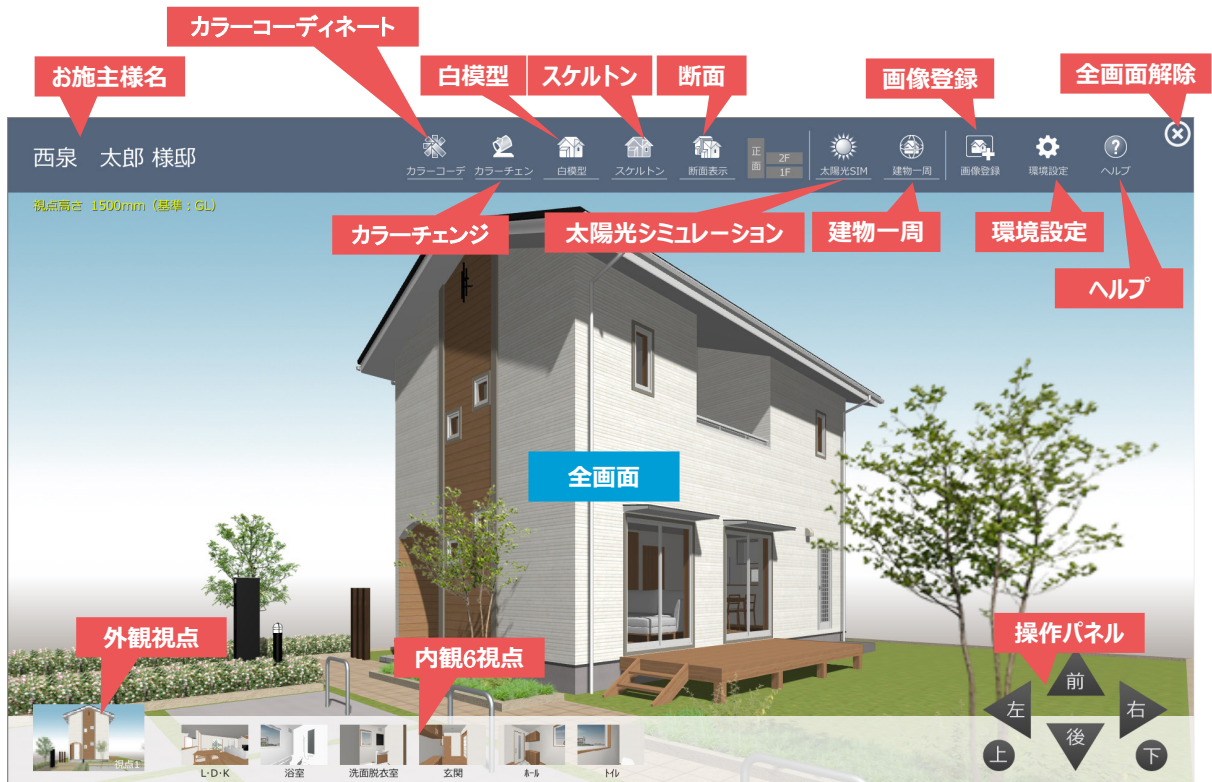 カラーコーディネート
お施主様名
白模型
スケルトン
断面
画像登録
全画面解除
西泉 太郎 様邸
カラーコーデ
カラーチェン
白模型
スケルトン
断面表示
正面
2F
1F
太陽光SIM
建物一周
画像登録
環境設定
ヘルプ
視点高さ 1500mm (基準：GL)
カラーチェンジ
太陽光シミュレーション
建物一周
環境設定
ヘルプ
全画面
外観視点
内観6視点
操作パネル
前
左
右
後
上
下
視点1
L・D・K
浴室
洗面脱衣室
玄関
ホール
トイレ